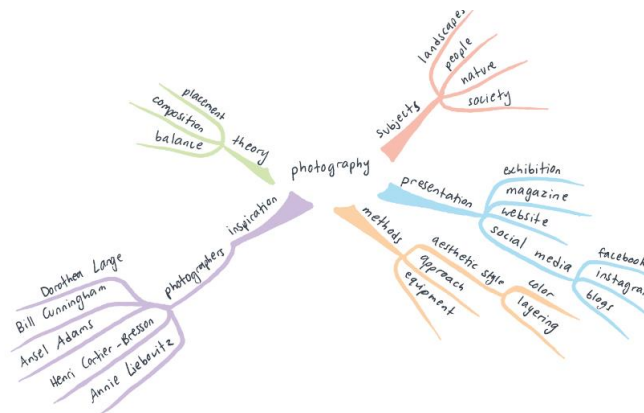 photography
subjects
landscapes
people
nature
society
presentation
exhibition
magazine
website
social media
facebook
instagram
blogs
methods
aesthetic style
color
layering
approach
equipment
inspiration
photographers
Dorothea Lange
Bill Cunningham
Ansel Adams
Henri Cartier-Bresson
Annie Liebovitz
theory
placement
composition
balance